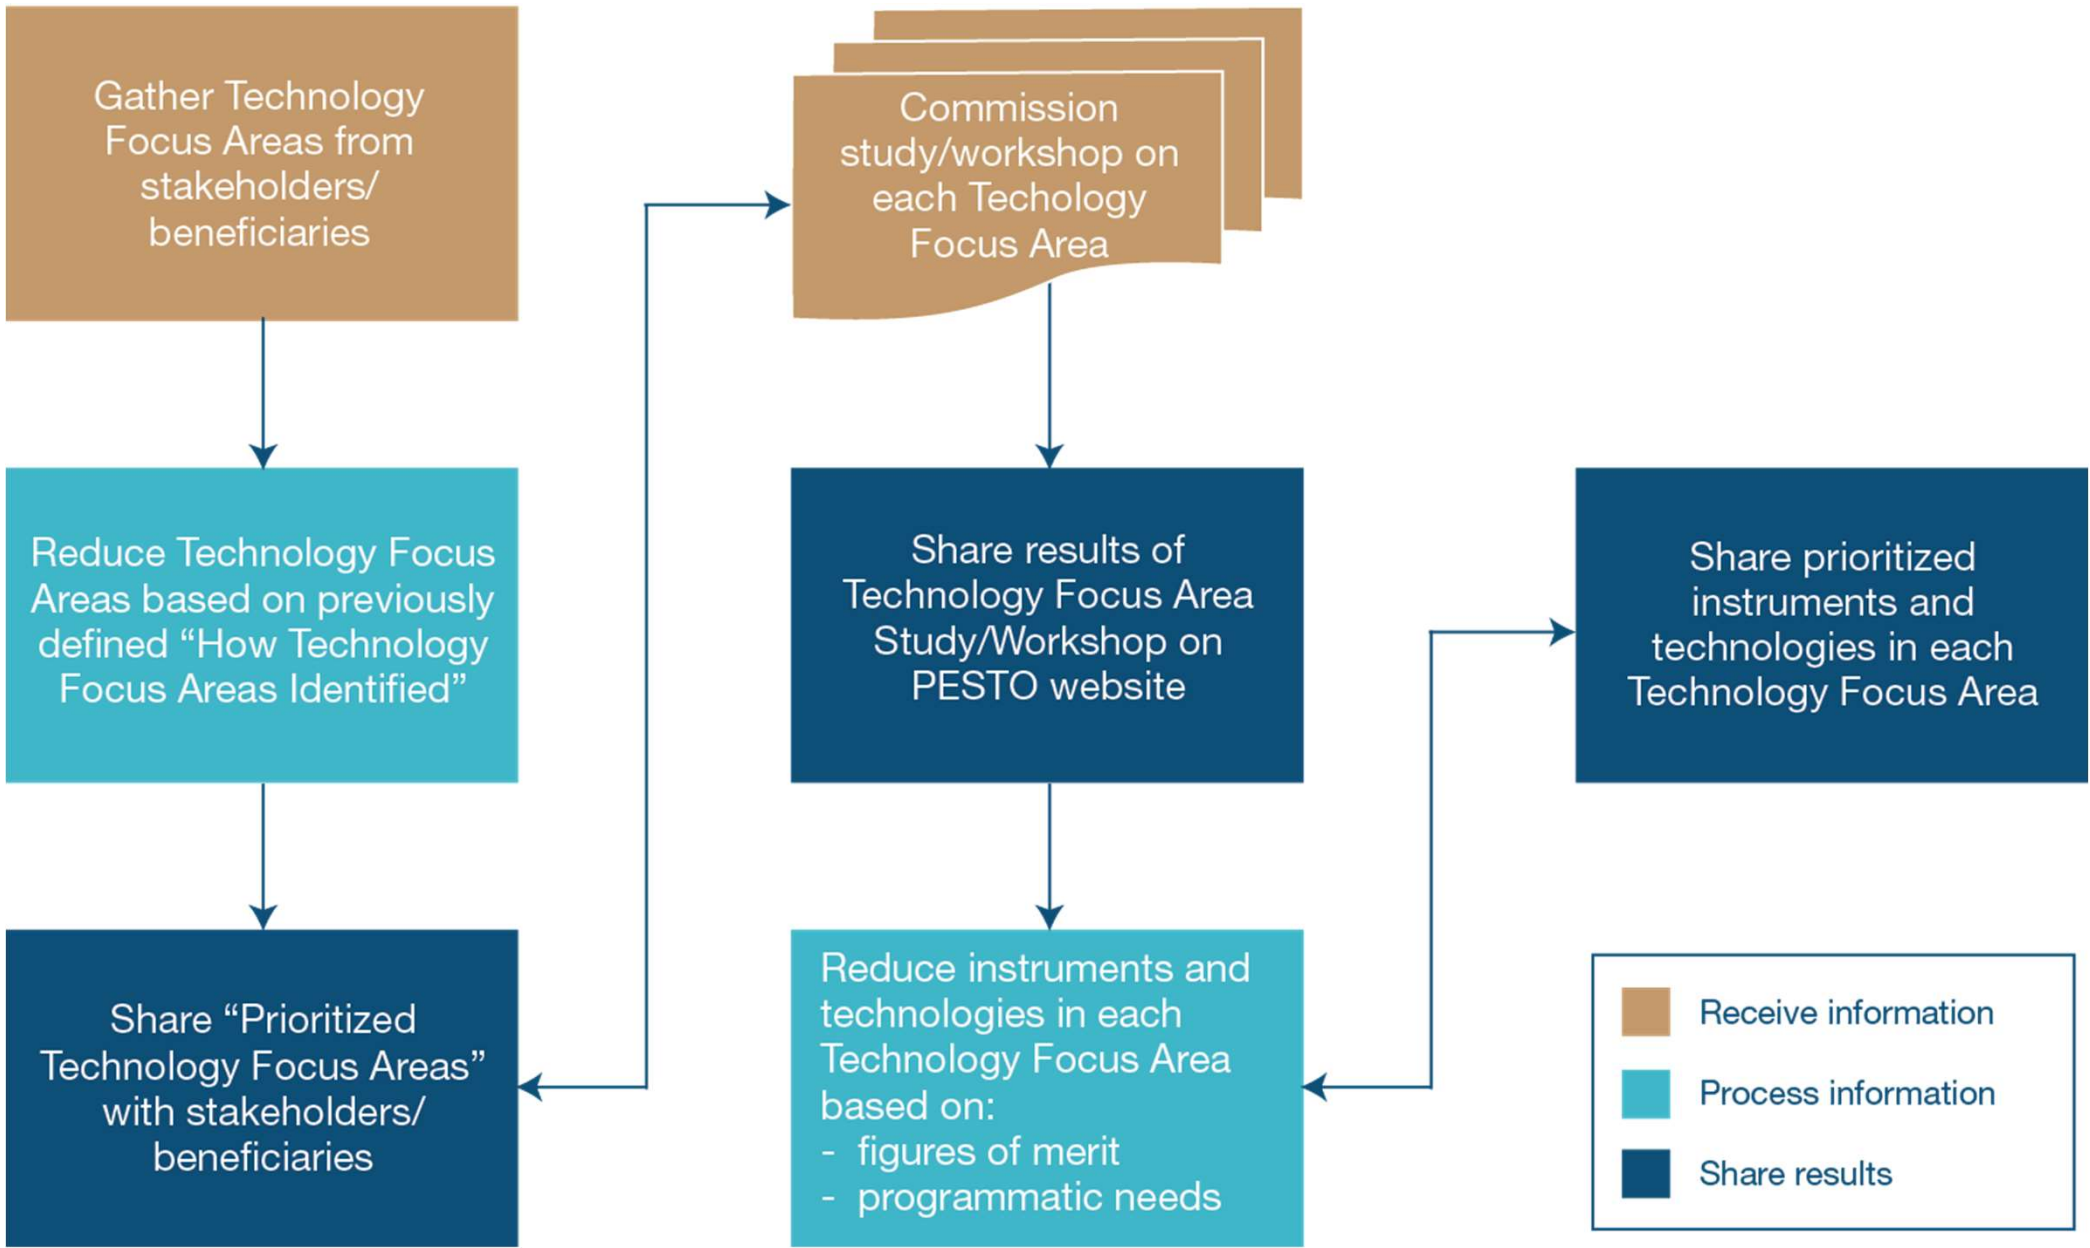 Gather Technology
Focus Areas from
stakeholders/
beneficiaries
Reduce Technology Focus
Areas based on previously
defined “How Technology
Focus Areas Identified”
Share “Prioritized
Technology Focus Areas”
with stakeholders/
beneficiaries
Commission
study/workshop on
each Techology
Focus Area
Share results of
Technology Focus Area
Study/Workshop on
PESTO website
Reduce instruments and
technologies in each
Technology Focus Area
based on:
- figures of merit
- programmatic needs
Share prioritized
instruments and
technologies in each
Technology Focus Area
Receive information
Process information
Share results